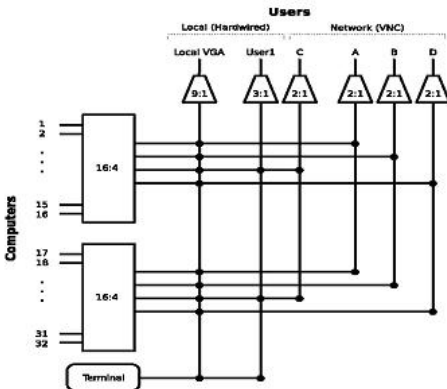 Users
Local (Hardwired) Network (VNC)
Local VGA User1 C A B D
9:1 3:1 2:1 2:1 2:1 2:1
Computers
1
2
.
.
.
15
16
16:4
17
18
.
.
.
31
32
16:4
Terminal